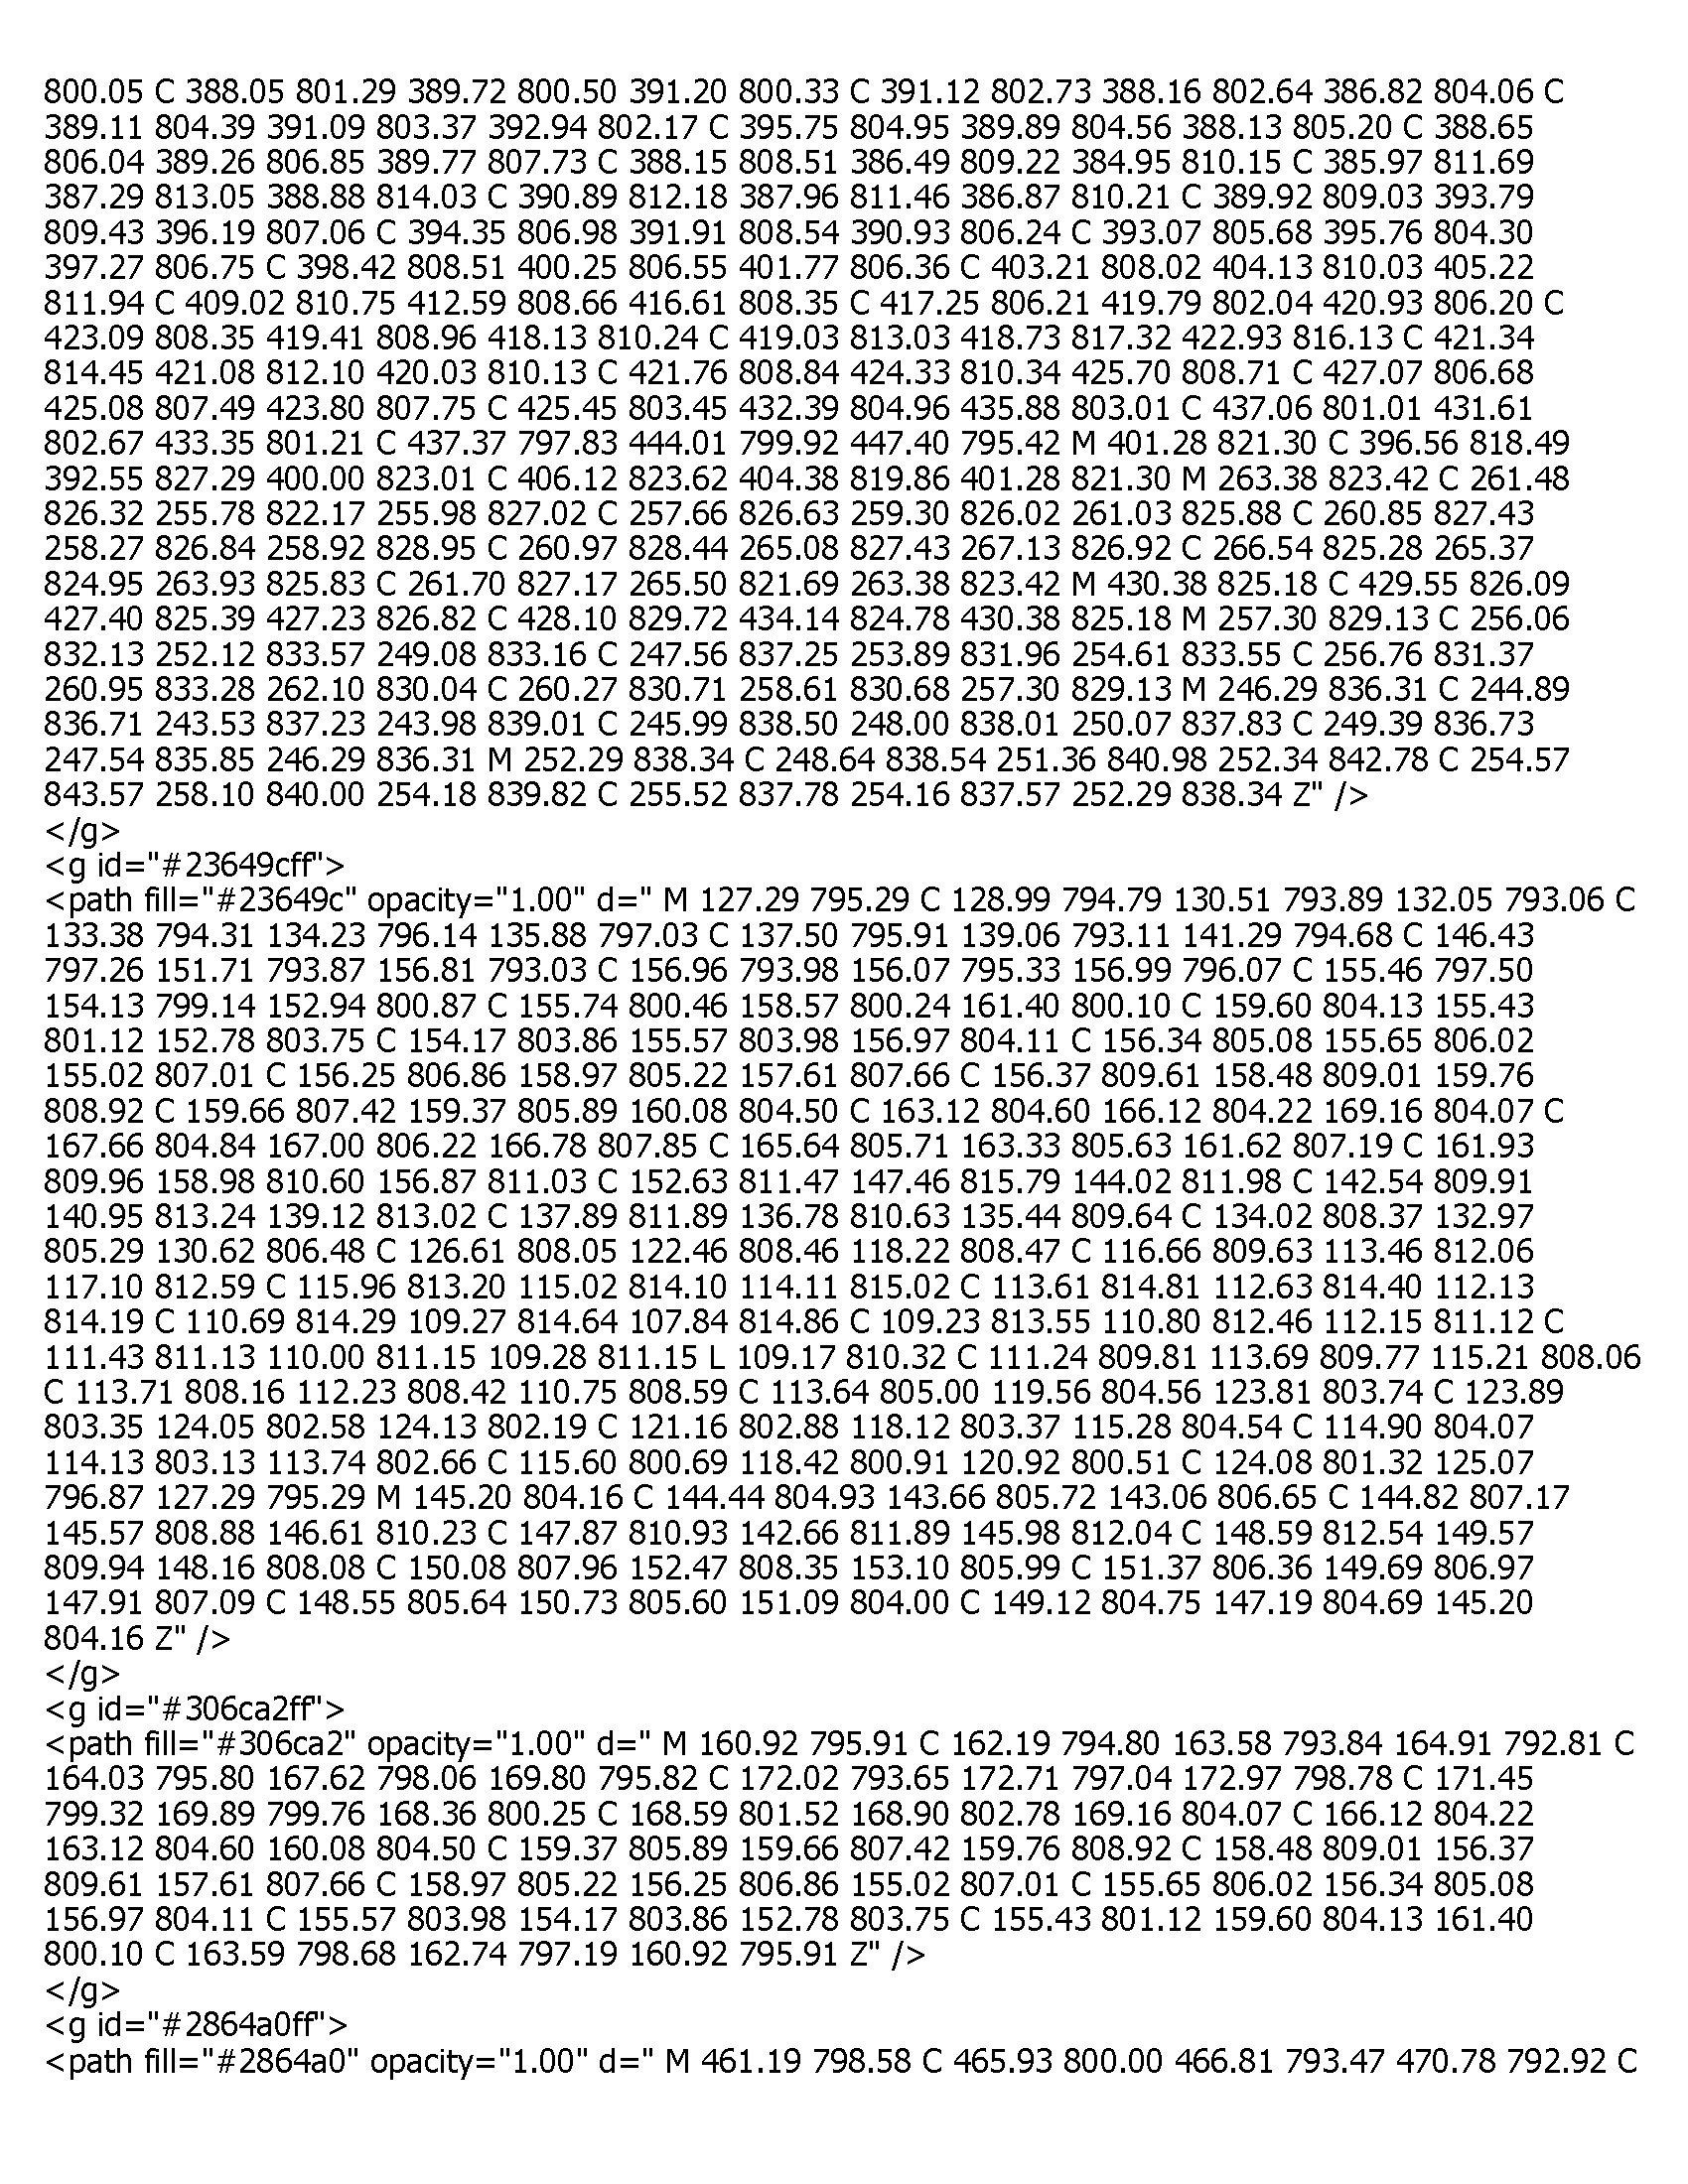 800.05 C 388.05 801.29 389.72 800.50 391.20 800.33 C 391.12 802.73 388.16 802.64 386.82 804.06 C
389.11 804.39 391.09 803.37 392.94 802.17 C 395.75 804.95 389.89 804.56 388.13 805.20 C 388.65
806.04 389.26 806.85 389.77 807.73 C 388.15 808.51 386.49 809.22 384.95 810.15 C 385.97 811.69
387.29 813.05 388.88 814.03 C 390.89 812.18 387.96 811.46 386.87 810.21 C 389.92 809.03 393.79
809.43 396.19 807.06 C 394.35 806.98 391.91 808.54 390.93 806.24 C 393.07 805.68 395.76 804.30
397.27 806.75 C 398.42 808.51 400.25 806.55 401.77 806.36 C 403.21 808.02 404.13 810.03 405.22
811.94 C 409.02 810.75 412.59 808.66 416.61 808.35 C 417.25 806.21 419.79 802.04 420.93 806.20 C
423.09 808.35 419.41 808.96 418.13 810.24 C 419.03 813.03 418.73 817.32 422.93 816.13 C 421.34
814.45 421.08 812.10 420.03 810.13 C 421.76 808.84 424.33 810.34 425.70 808.71 C 427.07 806.68
425.08 807.49 423.80 807.75 C 425.45 803.45 432.39 804.96 435.88 803.01 C 437.06 801.01 431.61
802.67 433.35 801.21 C 437.37 797.83 444.01 799.92 447.40 795.42 M 401.28 821.30 C 396.56 818.49
392.55 827.29 400.00 823.01 C 406.12 823.62 404.38 819.86 401.28 821.30 M 263.38 823.42 C 261.48
826.32 255.78 822.17 255.98 827.02 C 257.66 826.63 259.30 826.02 261.03 825.88 C 260.85 827.43
258.27 826.84 258.92 828.95 C 260.97 828.44 265.08 827.43 267.13 826.92 C 266.54 825.28 265.37
824.95 263.93 825.83 C 261.70 827.17 265.50 821.69 263.38 823.42 M 430.38 825.18 C 429.55 826.09
427.40 825.39 427.23 826.82 C 428.10 829.72 434.14 824.78 430.38 825.18 M 257.30 829.13 C 256.06
832.13 252.12 833.57 249.08 833.16 C 247.56 837.25 253.89 831.96 254.61 833.55 C 256.76 831.37
260.95 833.28 262.10 830.04 C 260.27 830.71 258.61 830.68 257.30 829.13 M 246.29 836.31 C 244.89
836.71 243.53 837.23 243.98 839.01 C 245.99 838.50 248.00 838.01 250.07 837.83 C 249.39 836.73
247.54 835.85 246.29 836.31 M 252.29 838.34 C 248.64 838.54 251.36 840.98 252.34 842.78 C 254.57
843.57 258.10 840.00 254.18 839.82 C 255.52 837.78 254.16 837.57 252.29 838.34 Z" />
</g>
<g id="#23649cff">
<path fill="#23649c" opacity="1.00" d=" M 127.29 795.29 C 128.99 794.79 130.51 793.89 132.05 793.06 C
133.38 794.31 134.23 796.14 135.88 797.03 C 137.50 795.91 139.06 793.11 141.29 794.68 C 146.43
797.26 151.71 793.87 156.81 793.03 C 156.96 793.98 156.07 795.33 156.99 796.07 C 155.46 797.50
154.13 799.14 152.94 800.87 C 155.74 800.46 158.57 800.24 161.40 800.10 C 159.60 804.13 155.43
801.12 152.78 803.75 C 154.17 803.86 155.57 803.98 156.97 804.11 C 156.34 805.08 155.65 806.02
155.02 807.01 C 156.25 806.86 158.97 805.22 157.61 807.66 C 156.37 809.61 158.48 809.01 159.76
808.92 C 159.66 807.42 159.37 805.89 160.08 804.50 C 163.12 804.60 166.12 804.22 169.16 804.07 C
167.66 804.84 167.00 806.22 166.78 807.85 C 165.64 805.71 163.33 805.63 161.62 807.19 C 161.93
809.96 158.98 810.60 156.87 811.03 C 152.63 811.47 147.46 815.79 144.02 811.98 C 142.54 809.91
140.95 813.24 139.12 813.02 C 137.89 811.89 136.78 810.63 135.44 809.64 C 134.02 808.37 132.97
805.29 130.62 806.48 C 126.61 808.05 122.46 808.46 118.22 808.47 C 116.66 809.63 113.46 812.06
117.10 812.59 C 115.96 813.20 115.02 814.10 114.11 815.02 C 113.61 814.81 112.63 814.40 112.13
814.19 C 110.69 814.29 109.27 814.64 107.84 814.86 C 109.23 813.55 110.80 812.46 112.15 811.12 C
111.43 811.13 110.00 811.15 109.28 811.15 L 109.17 810.32 C 111.24 809.81 113.69 809.77 115.21 808.06
C 113.71 808.16 112.23 808.42 110.75 808.59 C 113.64 805.00 119.56 804.56 123.81 803.74 C 123.89
803.35 124.05 802.58 124.13 802.19 C 121.16 802.88 118.12 803.37 115.28 804.54 C 114.90 804.07
114.13 803.13 113.74 802.66 C 115.60 800.69 118.42 800.91 120.92 800.51 C 124.08 801.32 125.07
796.87 127.29 795.29 M 145.20 804.16 C 144.44 804.93 143.66 805.72 143.06 806.65 C 144.82 807.17
145.57 808.88 146.61 810.23 C 147.87 810.93 142.66 811.89 145.98 812.04 C 148.59 812.54 149.57
809.94 148.16 808.08 C 150.08 807.96 152.47 808.35 153.10 805.99 C 151.37 806.36 149.69 806.97
147.91 807.09 C 148.55 805.64 150.73 805.60 151.09 804.00 C 149.12 804.75 147.19 804.69 145.20
804.16 Z" />
</g>
<g id="#306ca2ff">
<path fill="#306ca2" opacity="1.00" d=" M 160.92 795.91 C 162.19 794.80 163.58 793.84 164.91 792.81 C
164.03 795.80 167.62 798.06 169.80 795.82 C 172.02 793.65 172.71 797.04 172.97 798.78 C 171.45
799.32 169.89 799.76 168.36 800.25 C 168.59 801.52 168.90 802.78 169.16 804.07 C 166.12 804.22
163.12 804.60 160.08 804.50 C 159.37 805.89 159.66 807.42 159.76 808.92 C 158.48 809.01 156.37
809.61 157.61 807.66 C 158.97 805.22 156.25 806.86 155.02 807.01 C 155.65 806.02 156.34 805.08
156.97 804.11 C 155.57 803.98 154.17 803.86 152.78 803.75 C 155.43 801.12 159.60 804.13 161.40
800.10 C 163.59 798.68 162.74 797.19 160.92 795.91 Z" />
</g>
<g id="#2864a0ff">
<path fill="#2864a0" opacity="1.00" d=" M 461.19 798.58 C 465.93 800.00 466.81 793.47 470.78 792.92 C